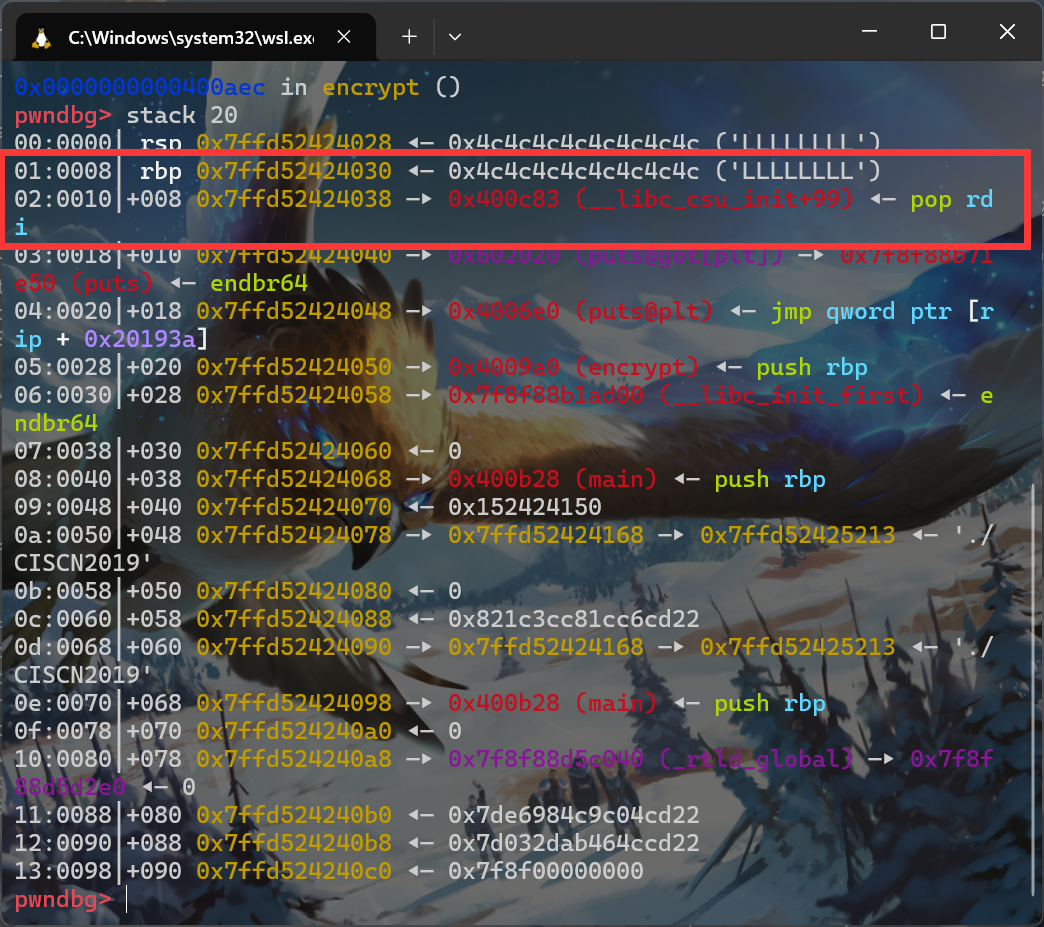 C:\Windows\system32\wsl.exe
0x0000000000400aec in encrypt ()
pwndbg> stack 20
00:0000│ rsp 0x7ffd52424028 ◂— 0x4c4c4c4c4c4c4c4c ('LLLLLLLL')
01:0008│ rbp 0x7ffd52424030 ◂— 0x4c4c4c4c4c4c4c4c ('LLLLLLLL')
02:0010│+008 0x7ffd52424038 —▸ 0x400c83 (__libc_csu_init+99) ◂— pop rd
i
03:0018│+010 0x7ffd52424040 —▸ 0x602020 (puts@got[plt]) —▸ 0x7f8f88b71
e50 (puts) ◂— endbr64
04:0020│+018 0x7ffd52424048 —▸ 0x4006e0 (puts@plt) ◂— jmp qword ptr [r
ip + 0x20193a]
05:0028│+020 0x7ffd52424050 —▸ 0x4009a0 (encrypt) ◂— push rbp
06:0030│+028 0x7ffd52424058 —▸ 0x7f8f88b1ad00 (__libc_init_first) ◂— e
ndbr64
07:0038│+030 0x7ffd52424060 ◂— 0
08:0040│+038 0x7ffd52424068 —▸ 0x400b28 (main) ◂— push rbp
09:0048│+040 0x7ffd52424070 ◂— 0x152424150
0a:0050│+048 0x7ffd52424078 —▸ 0x7ffd52424168 —▸ 0x7ffd52425213 ◂— './
CISCN2019'
0b:0058│+050 0x7ffd52424080 ◂— 0
0c:0060│+058 0x7ffd52424088 ◂— 0x821c3cc81cc6cd22
0d:0068│+060 0x7ffd52424090 —▸ 0x7ffd52424168 —▸ 0x7ffd52425213 ◂— './
CISCN2019'
0e:0070│+068 0x7ffd52424098 —▸ 0x400b28 (main) ◂— push rbp
0f:0078│+070 0x7ffd524240a0 ◂— 0
10:0080│+078 0x7ffd524240a8 —▸ 0x7f8f88d5c040 (_rtld_global) —▸ 0x7f8f
88d5d2e0 ◂— 0
11:0088│+080 0x7ffd524240b0 ◂— 0x7de6984c9c04cd22
12:0090│+088 0x7ffd524240b8 ◂— 0x7d032dab464ccd22
13:0098│+090 0x7ffd524240c0 ◂— 0x7f8f00000000
pwndbg>